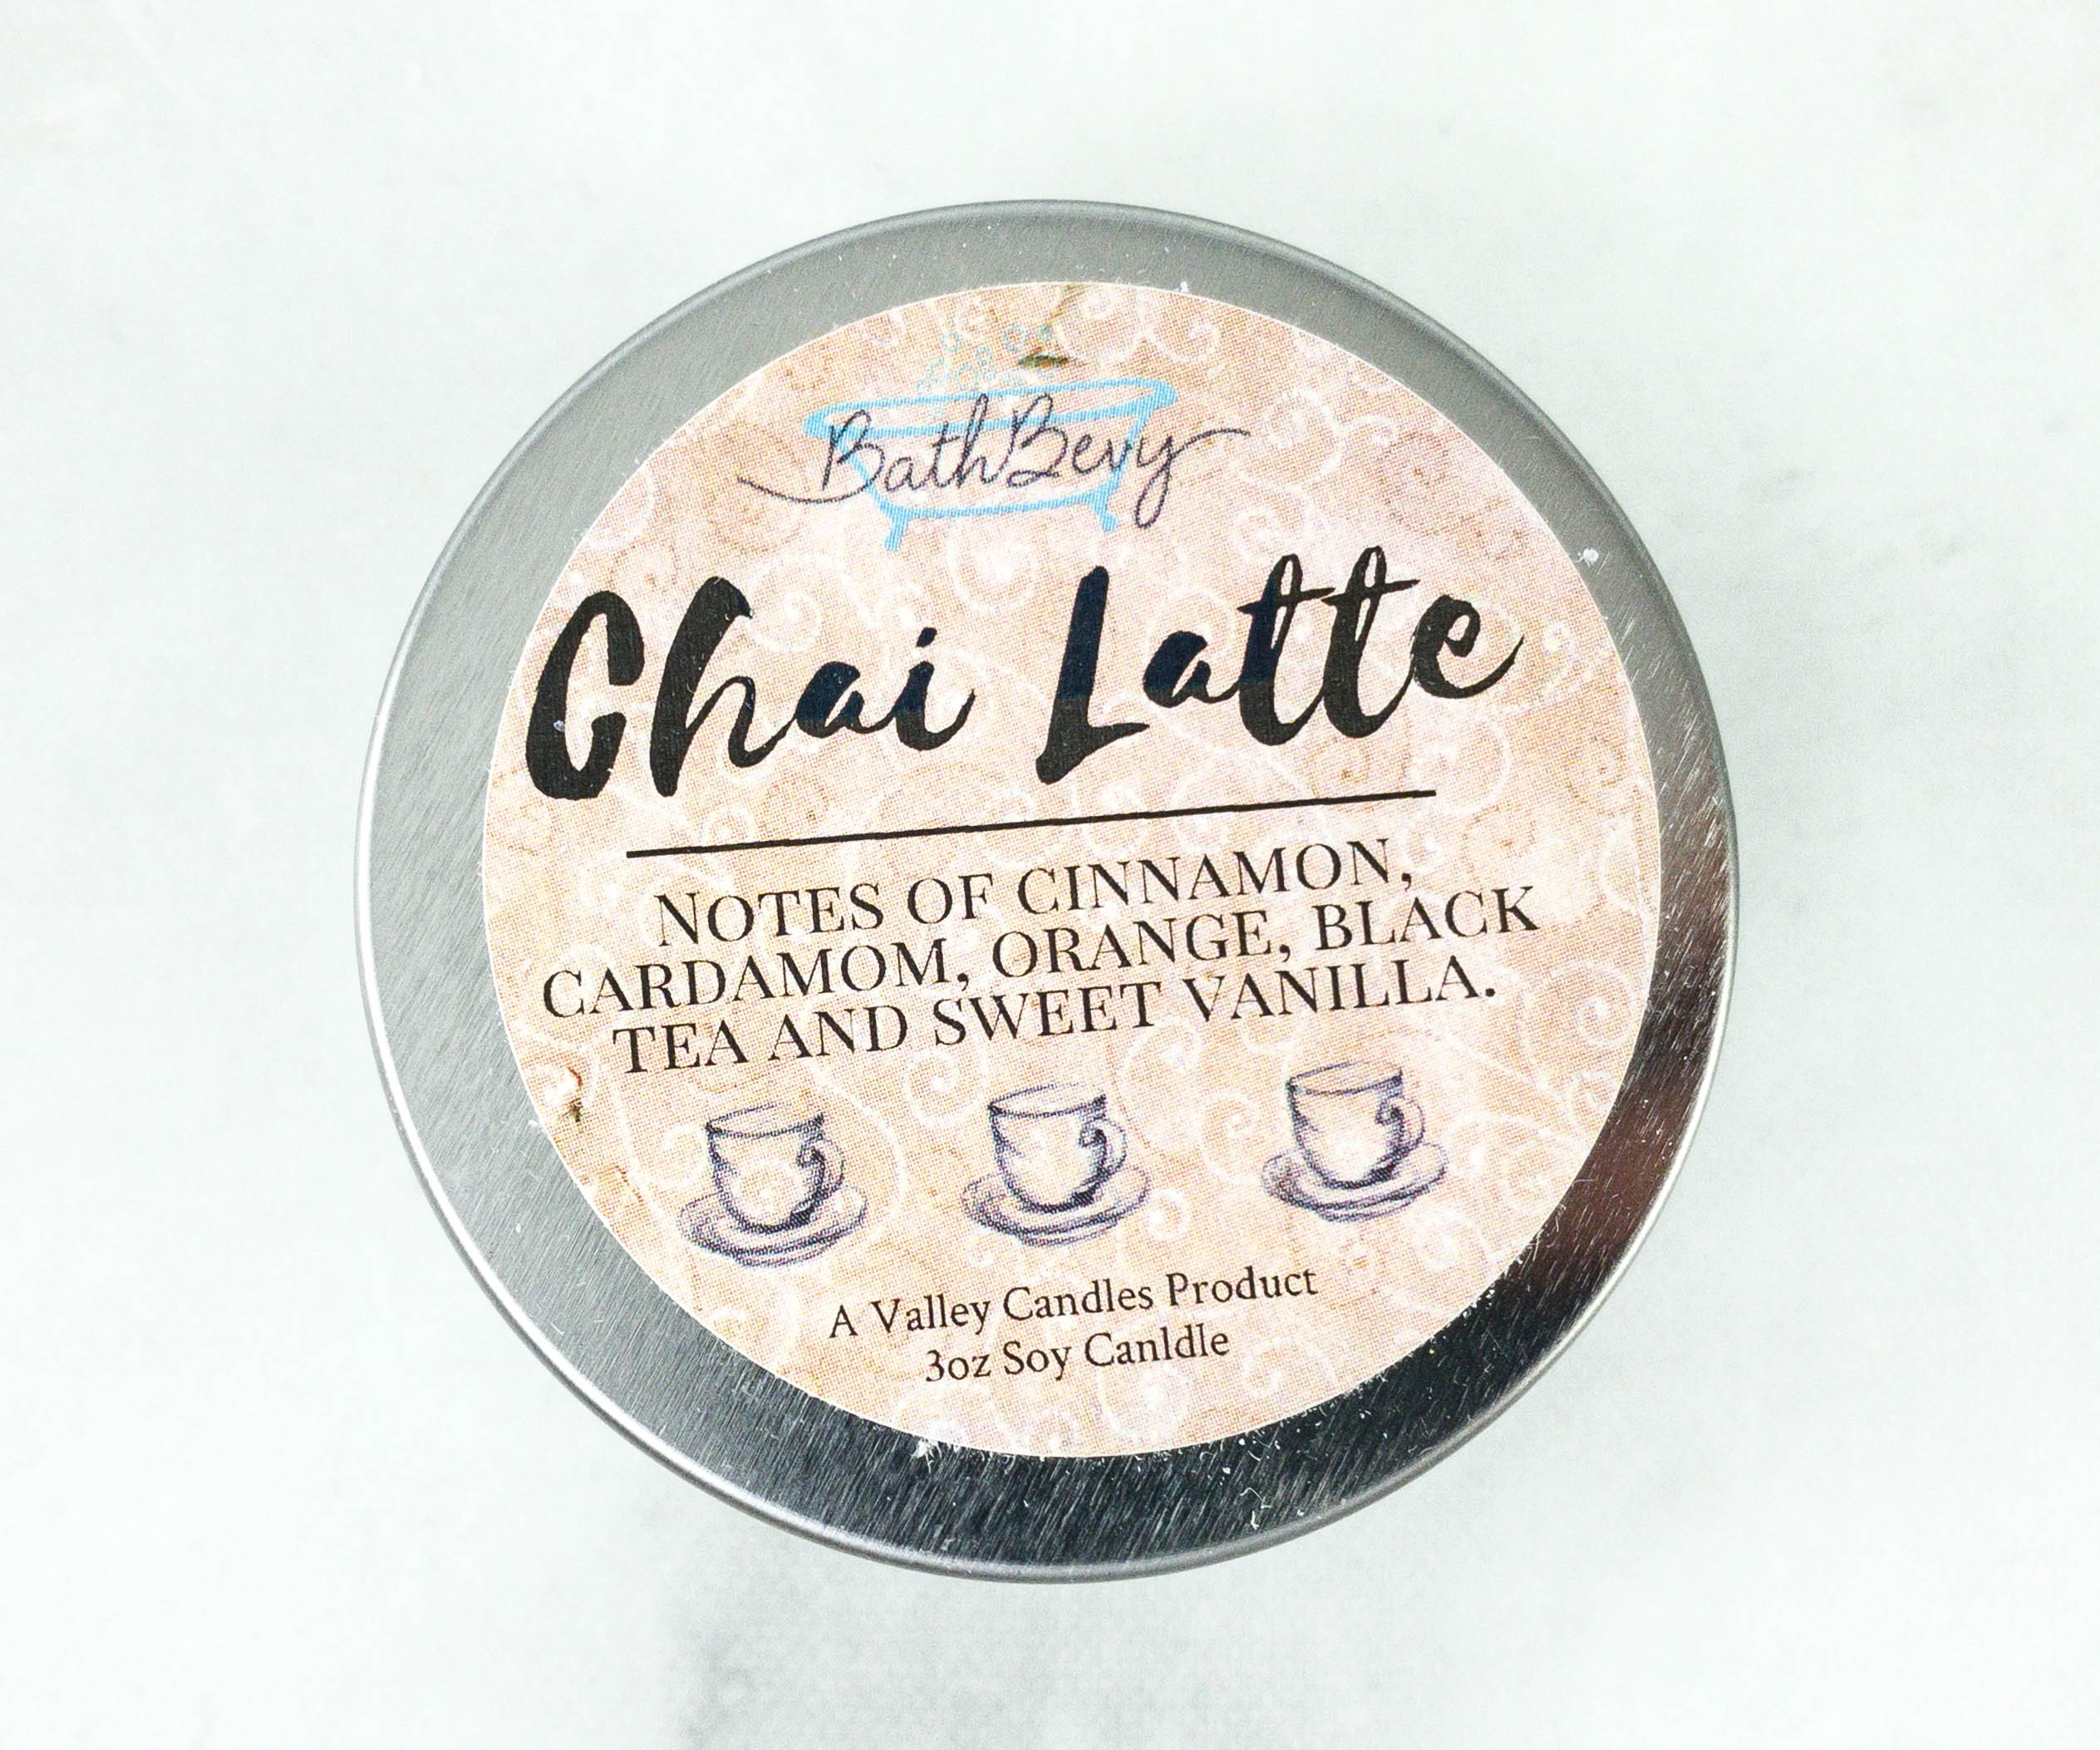 BathBevy
Chai Latte
NOTES OF CINNAMON,
CARDAMOM, ORANGE, BLACK
TEA AND SWEET VANILLA.
A Valley Candles Product
3oz Soy Canldle